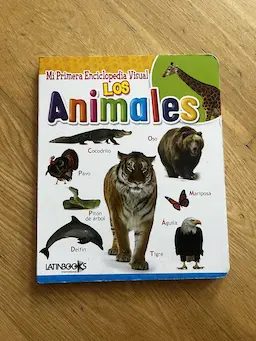 Mi Primera Enciclopedia Visual
LOS
Animales
Cocodrilo
Oso
Pavo
Mariposa
Pitón
de árbol
Águila
Delfín
Tigre
LATINBOOKS